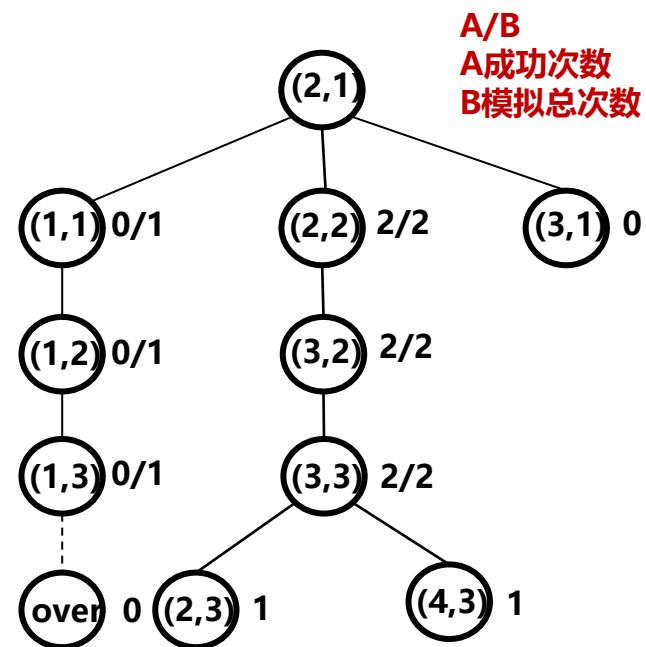 A/B
A成功次数
B模拟总次数
(2,1)
(1,1) 0/1
(2,2) 2/2
(3,1) 0
(1,2) 0/1
(3,2) 2/2
(1,3) 0/1
(3,3) 2/2
over 0
(2,3) 1
(4,3) 1